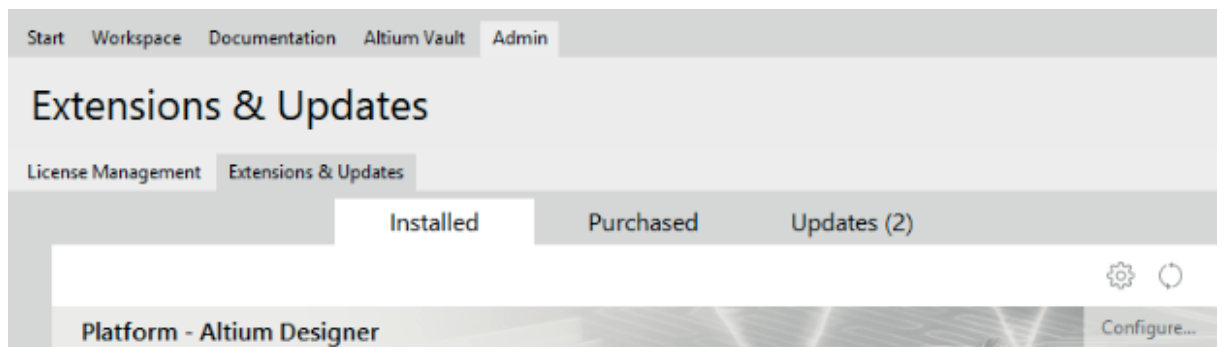 Start Workspace Documentation Altium Vault Admin
Extensions & Updates
License Management Extensions & Updates
Installed Purchased Updates (2)
Platform - Altium Designer Configure...